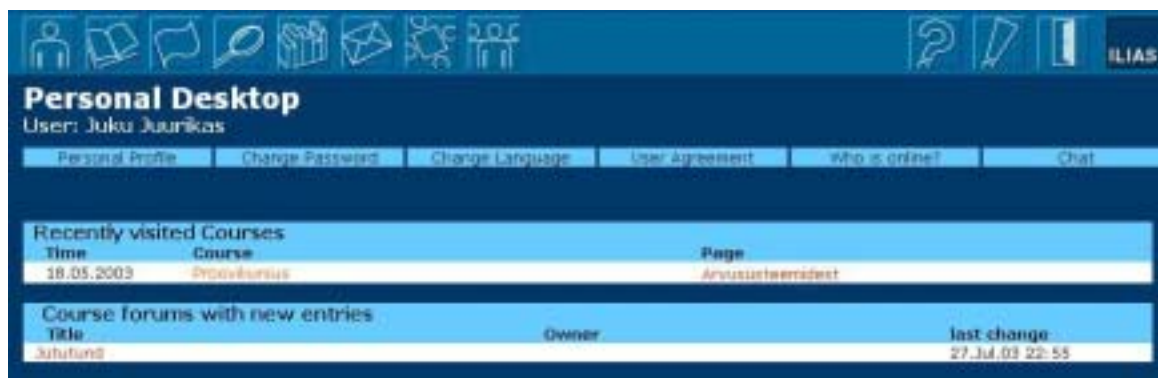 ILIAS
Personal Desktop
User: Juku Juurikas
Personal Profile Change Password Change Language User Agreement Who is online? Chat
Recently visited Courses
Time Course Page
18.05.2003 Proovikursus Arvusüsteemidest
Course forums with new entries
Title Owner last change
Jututund 27.Jul.03 22:55